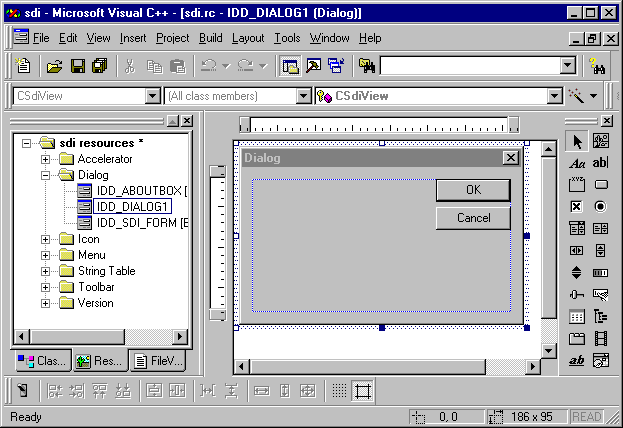 sdi - Microsoft Visual C++ - [sdi.rc - IDD_DIALOG1 (Dialog)]
File Edit View Insert Project Build Layout Tools Window Help
CSdiView (All class members) CSdiView
sdi resources *
Accelerator
Dialog
IDD_ABOUTBOX [
IDD_DIALOG1
IDD_SDI_FORM [E
Icon
Menu
String Table
Toolbar
Version
Clas... Res... FileV...
Dialog
OK
Cancel
Aa ab|
XYZ
ab
Ready 0, 0 186 x 95 READ